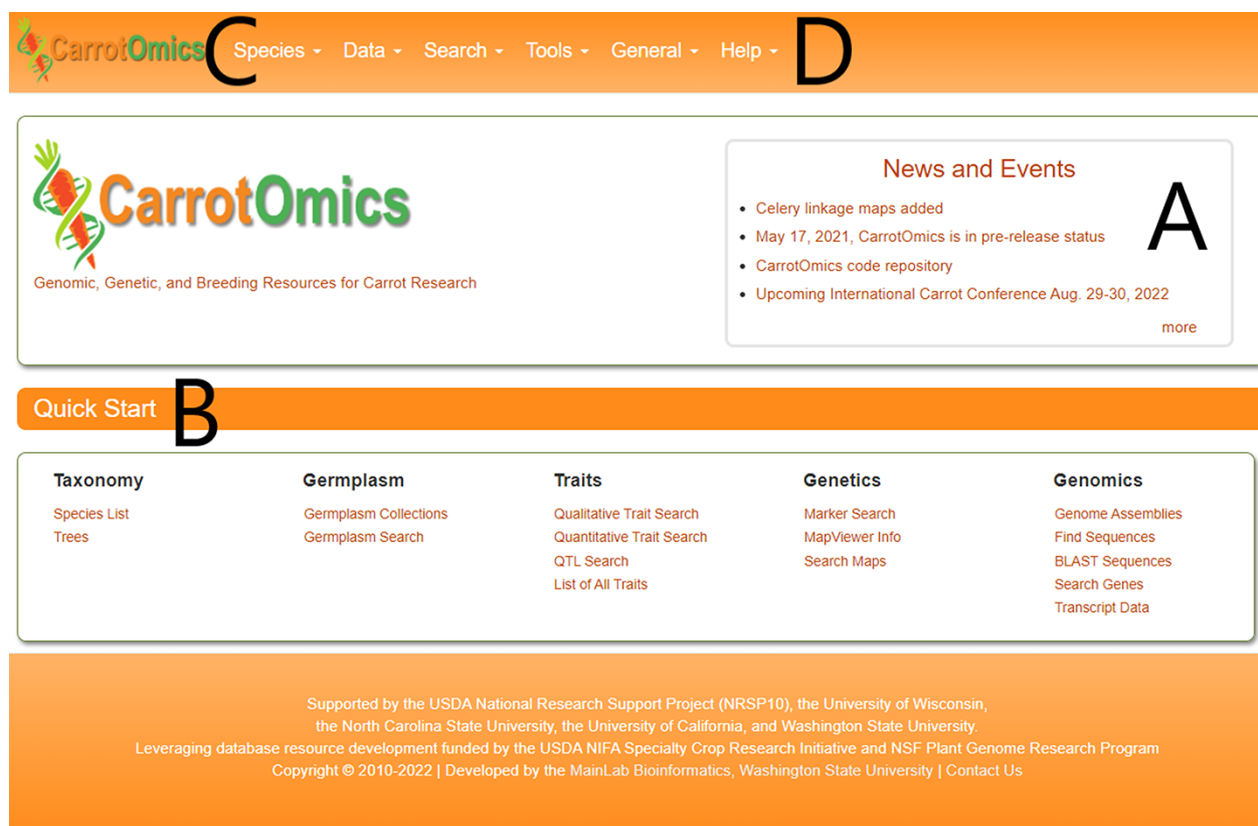 CarrotOmics C Species Data Search Tools General Help D
CarrotOmics
Genomic, Genetic, and Breeding Resources for Carrot Research
News and Events
A
Celery linkage maps added
May 17, 2021, CarrotOmics is in pre-release status
CarrotOmics code repository
Upcoming International Carrot Conference Aug. 29-30, 2022
more
Quick Start B
Taxonomy
Species List
Trees
Germplasm
Germplasm Collections
Germplasm Search
Traits
Qualitative Trait Search
Quantitative Trait Search
QTL Search
List of All Traits
Genetics
Marker Search
MapViewer Info
Search Maps
Genomics
Genome Assemblies
Find Sequences
BLAST Sequences
Search Genes
Transcript Data
Supported by the USDA National Research Support Project (NRSP10), the University of Wisconsin,
the North Carolina State University, the University of California, and Washington State University.
Leveraging database resource development funded by the USDA NIFA Specialty Crop Research Initiative and NSF Plant Genome Research Program
Copyright © 2010-2022 | Developed by the MainLab Bioinformatics, Washington State University | Contact Us